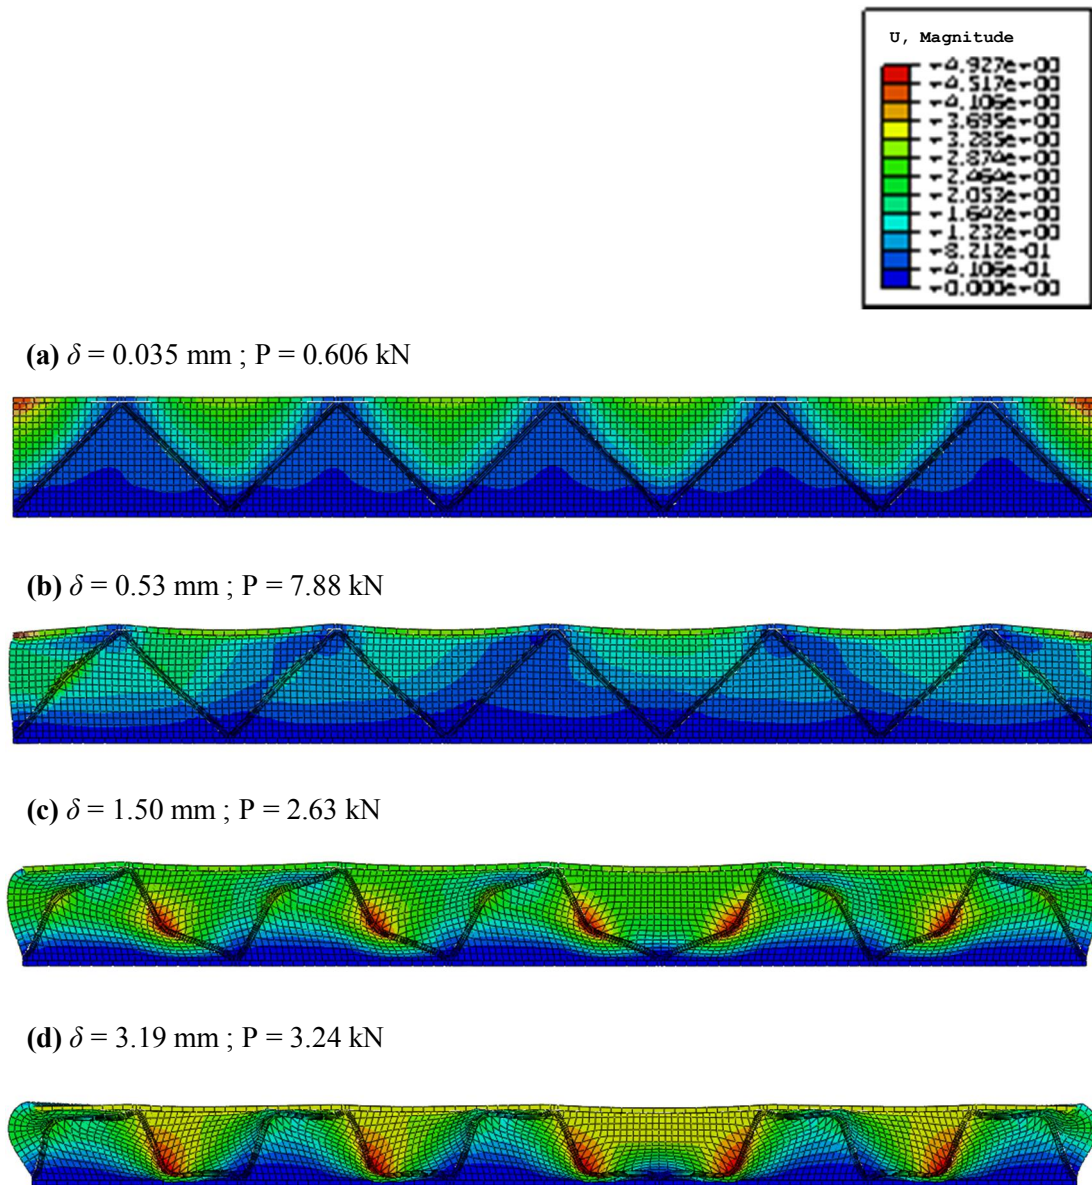 U, Magnitude
+4.927e+00
+4.517e+00
+4.106e+00
+3.695e+00
+3.285e+00
+2.874e+00
+2.464e+00
+2.053e+00
+1.642e+00
+1.232e+00
+8.212e-01
+4.106e-01
+0.000e+00
(a) δ = 0.035 mm ; P = 0.606 kN
(b) δ = 0.53 mm ; P = 7.88 kN
(c) δ = 1.50 mm ; P = 2.63 kN
(d) δ = 3.19 mm ; P = 3.24 kN